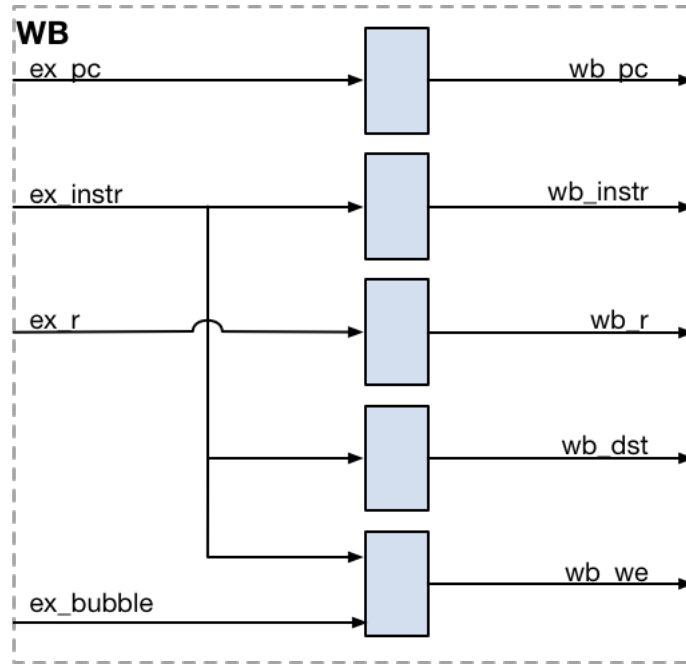 WB
ex_pc
wb_pc
ex_instr
wb_instr
ex_r
wb_r
wb_dst
wb_we
ex_bubble